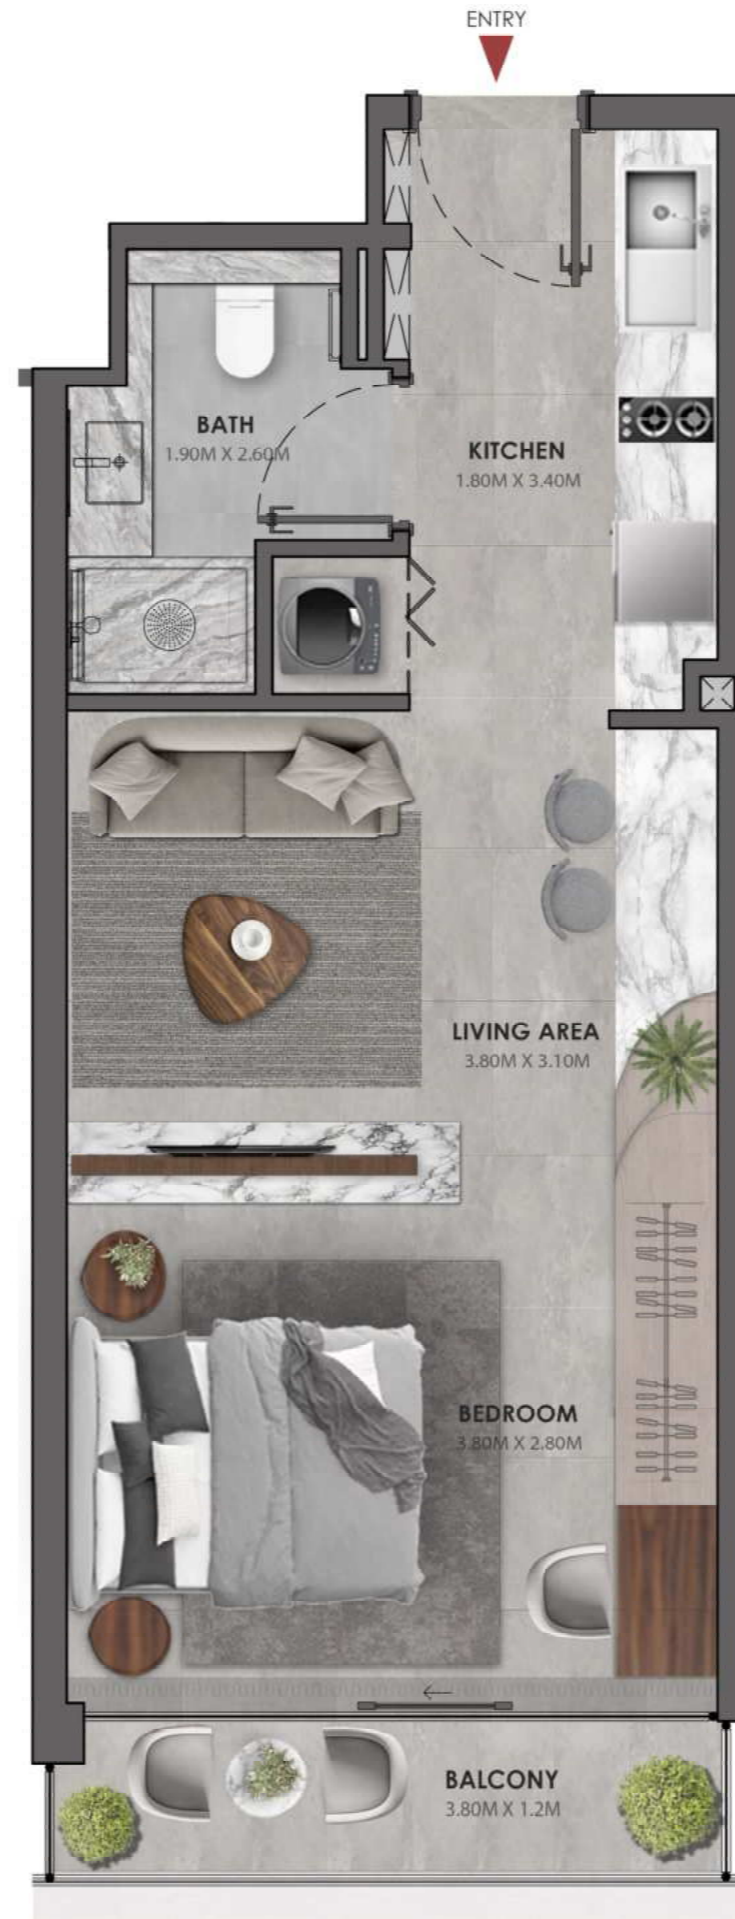 ENTRY
BATH
1.90M X 2.60M
KITCHEN
1.80M X 3.40M
LIVING AREA
3.80M X 3.10M
BEDROOM
3.80M X 2.80M
BALCONY
3.80M X 1.2M